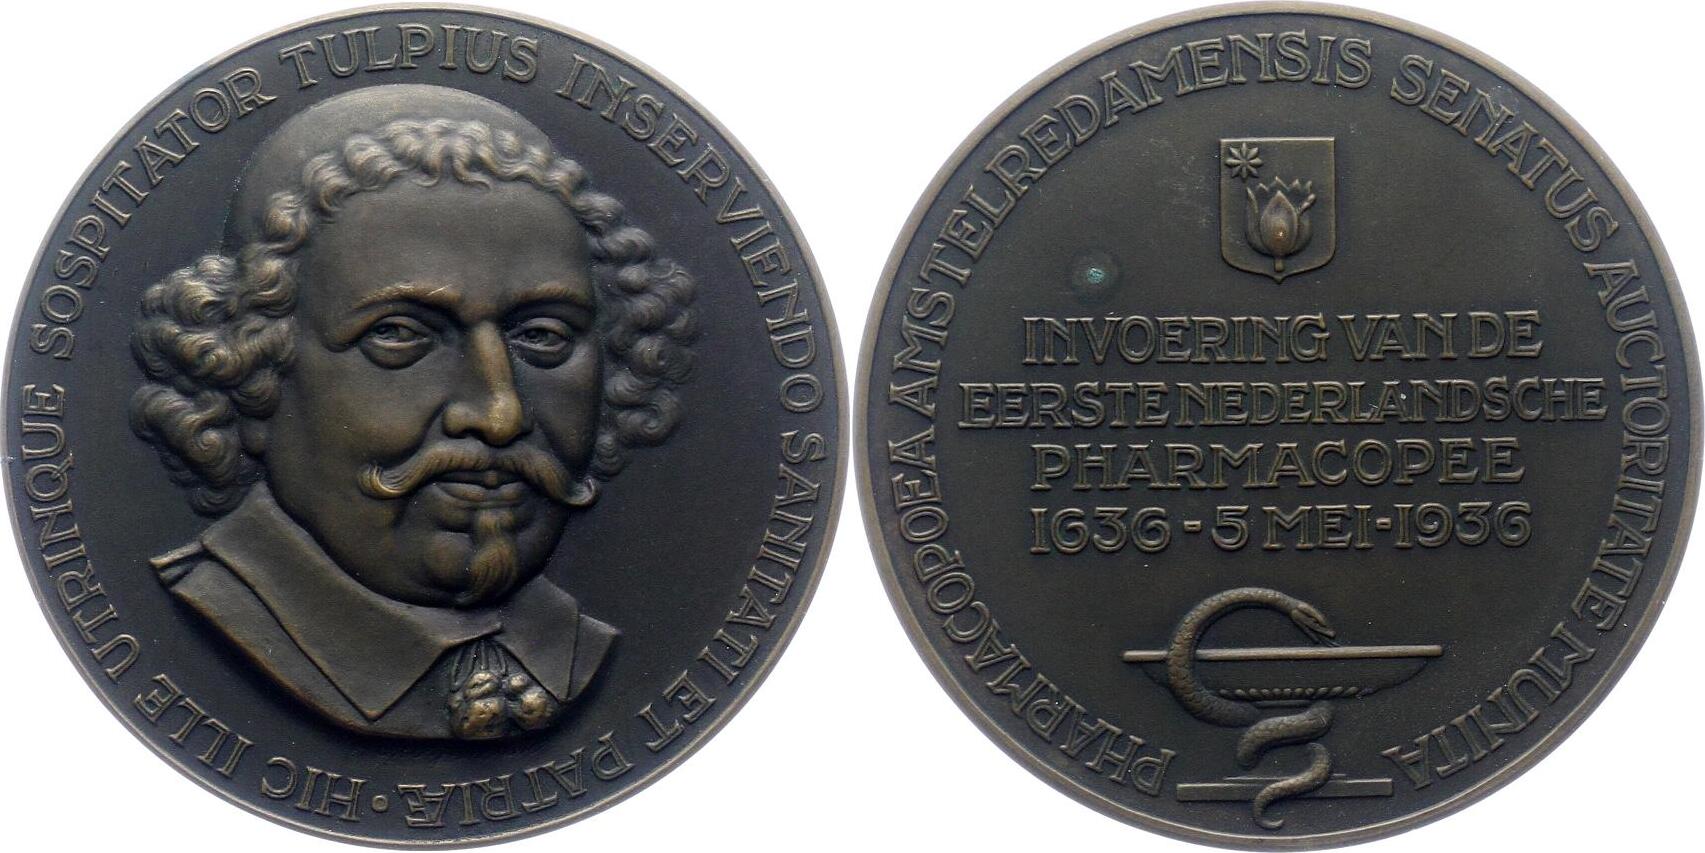 HIC ILLE UTRINQUE SOSPITATOR TULPIUS INSERVIENDO SANITATI ET PATRIÆ ·
PHARMACOPOEA AMSTELREDAMENSIS SENATUS AUCTORITATE MUNITA
INVOERING VAN DE
EERSTE NEDERLANDSCHE
PHARMACOPEE
1636 - 5 MEI - 1936